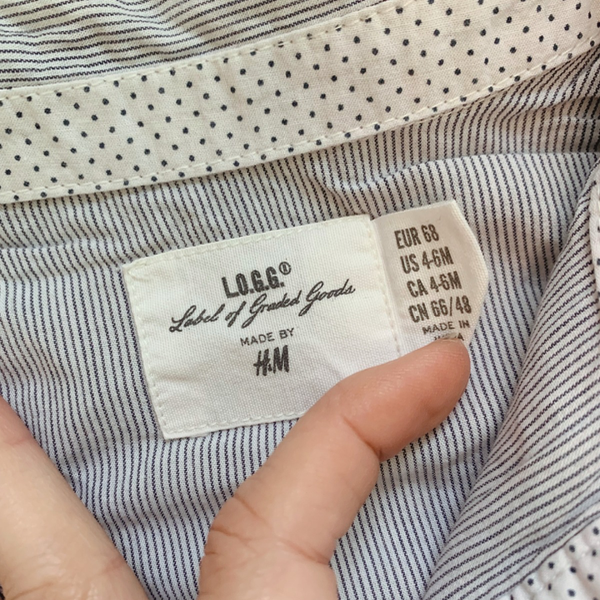 L.O.G.G.®
Label of Graded Goods
MADE BY
H&M
EUR 68
US 4-6M
CA 4-6M
CN 66/48
MADE IN